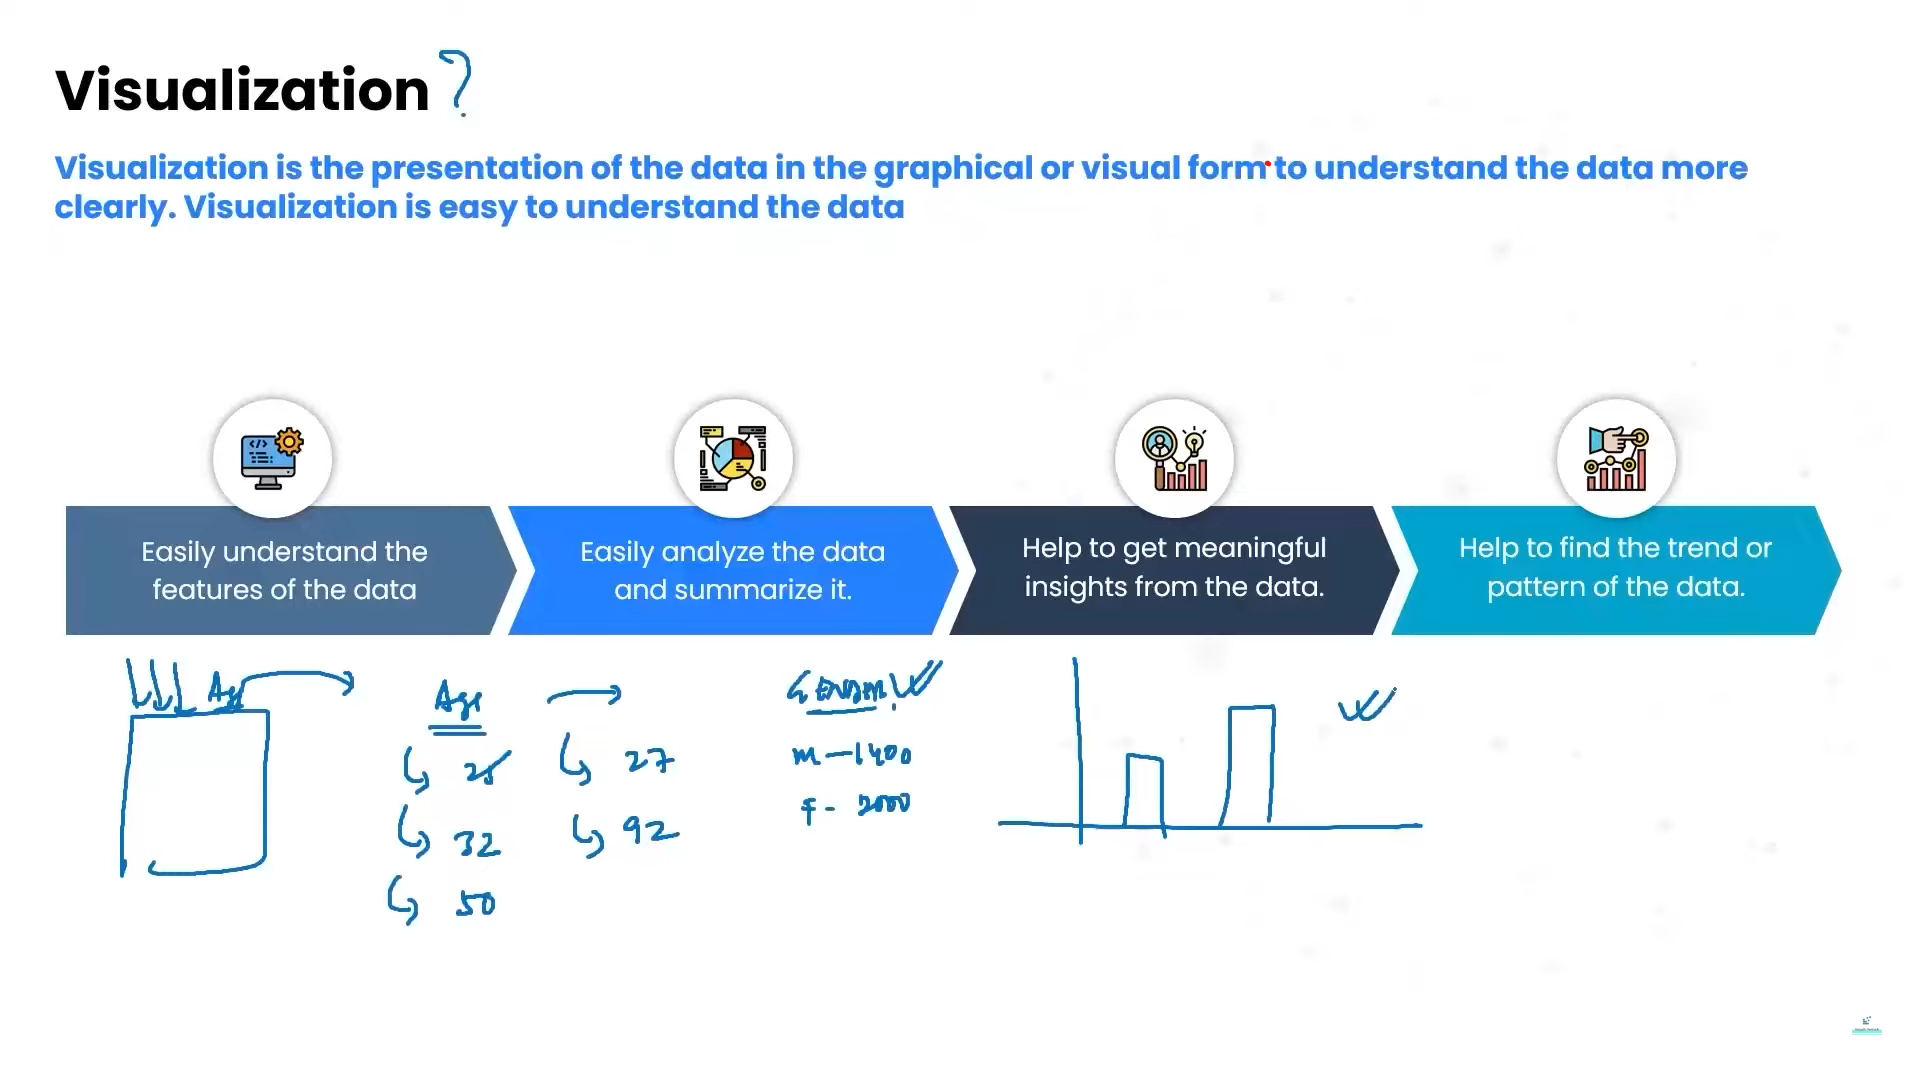 Visualization ?
Visualization is the presentation of the data in the graphical or visual form to understand the data more
clearly. Visualization is easy to understand the data
Easily understand the
features of the data
Easily analyze the data
and summarize it.
Help to get meaningful
insights from the data.
Help to find the trend or
pattern of the data.
Age
Age
25
32
50
27
92
Gender
m - 1400
f - 2000